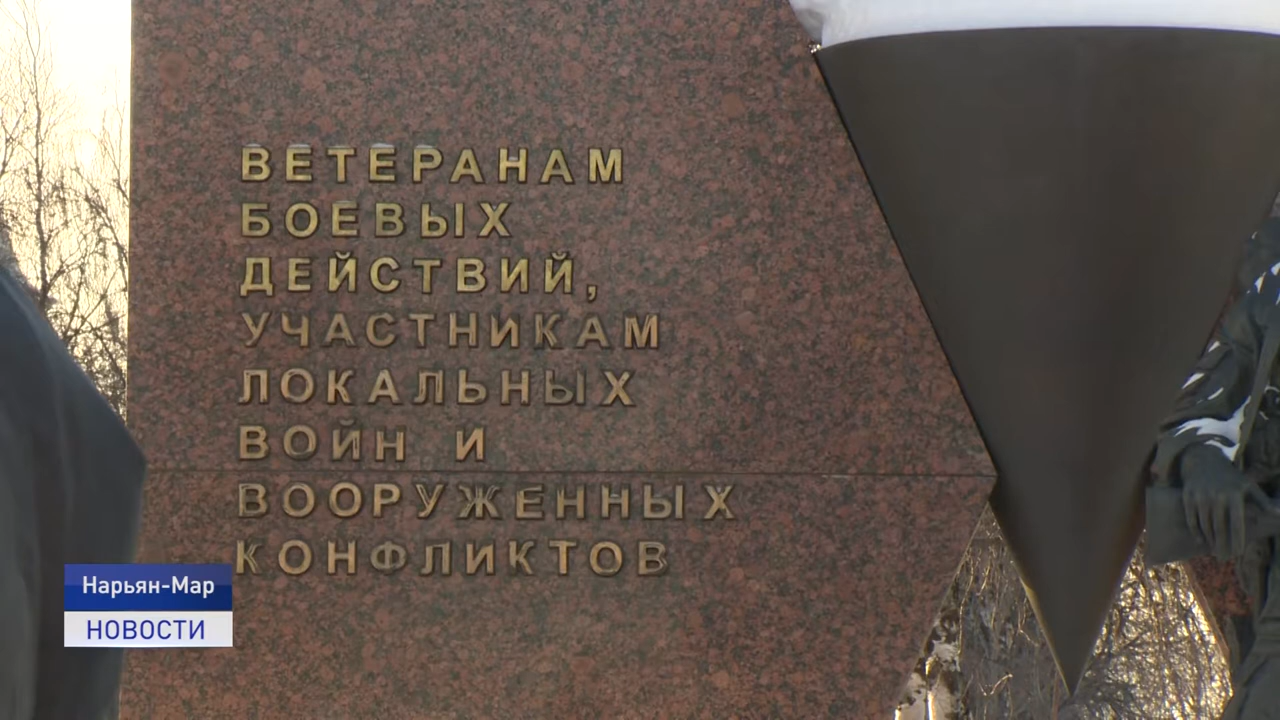 ВЕТЕРАНАМ
БОЕВЫХ
ДЕЙСТВИЙ,
УЧАСТНИКАМ
ЛОКАЛЬНЫХ
ВОЙН И
ВООРУЖЕННЫХ
КОНФЛИКТОВ
Нарьян-Мар
НОВОСТИ